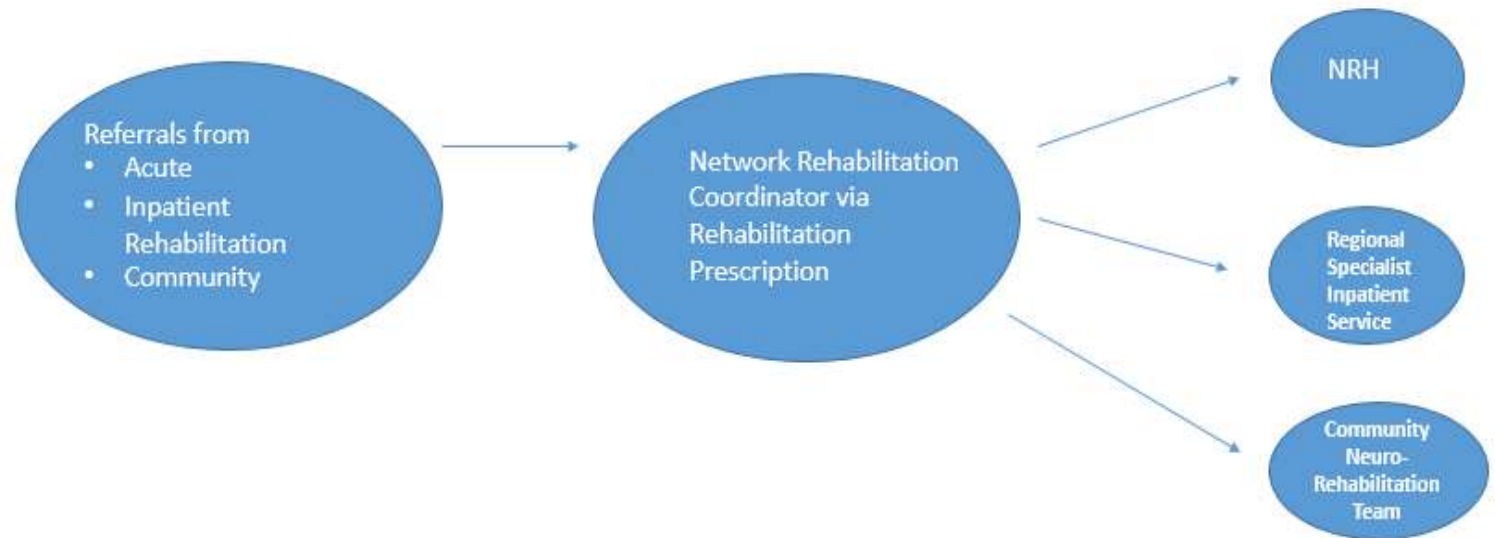 Referrals from
• Acute
• Inpatient
Rehabilitation
• Community
Network Rehabilitation
Coordinator via
Rehabilitation
Prescription
NRH
Regional
Specialist
Inpatient
Service
Community
Neuro-
Rehabilitation
Team